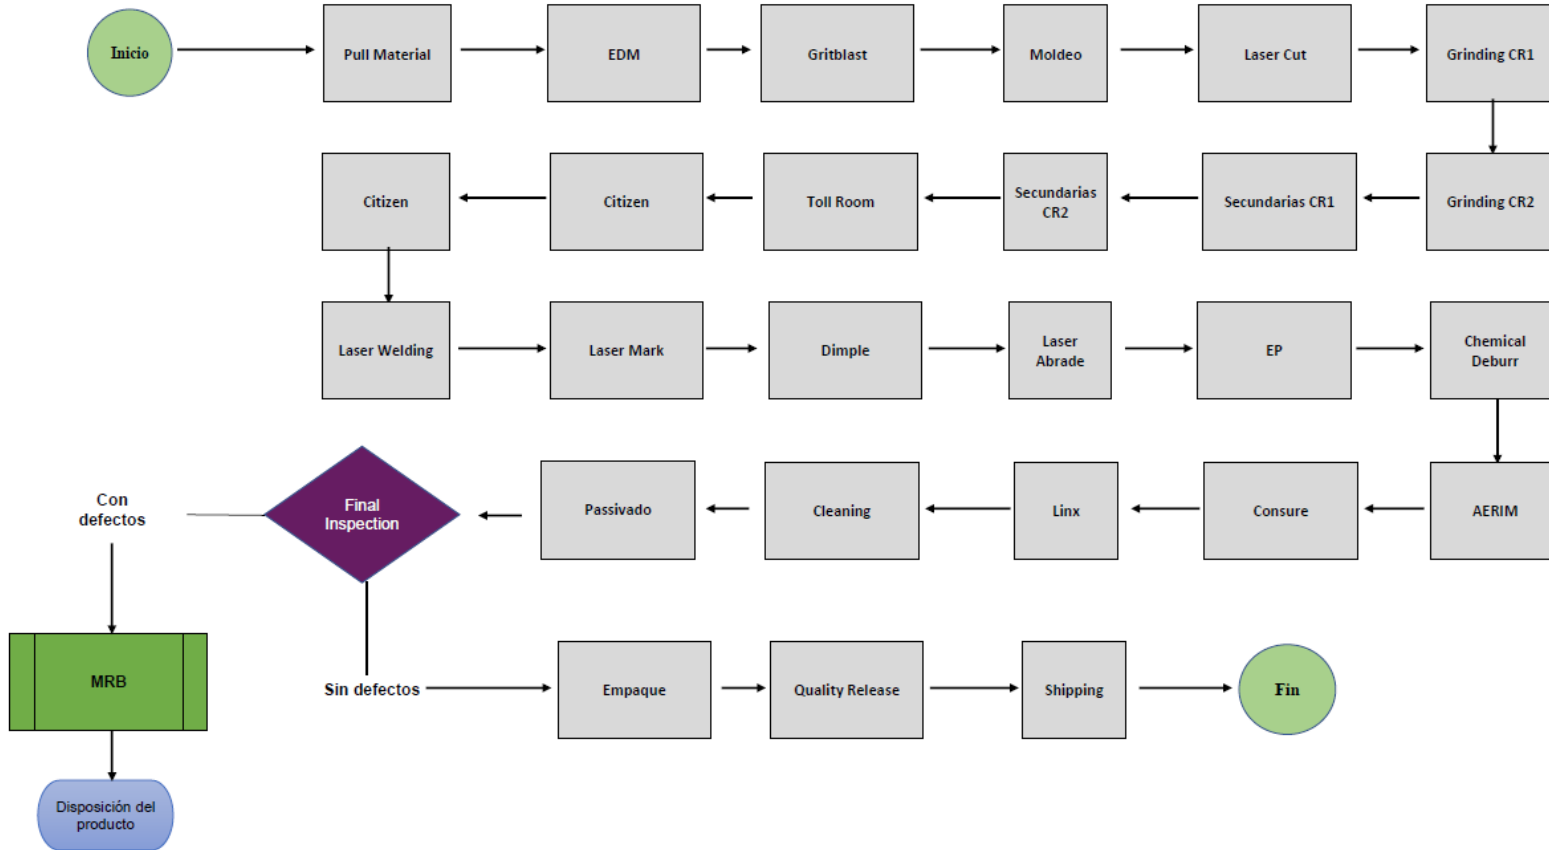 Inicio
Pull Material
EDM
Gritblast
Moldeo
Laser Cut
Grinding CR1
Citizen
Citizen
Toll Room
Secundarias
CR2
Secundarias CR1
Grinding CR2
Laser Welding
Laser Mark
Dimple
Laser
Abrade
EP
Chemical
Deburr
Con
defectos
Final
Inspection
Passivado
Cleaning
Linx
Consure
AERIM
MRB
Sin defectos
Empaque
Quality Release
Shipping
Fin
Disposición del
producto